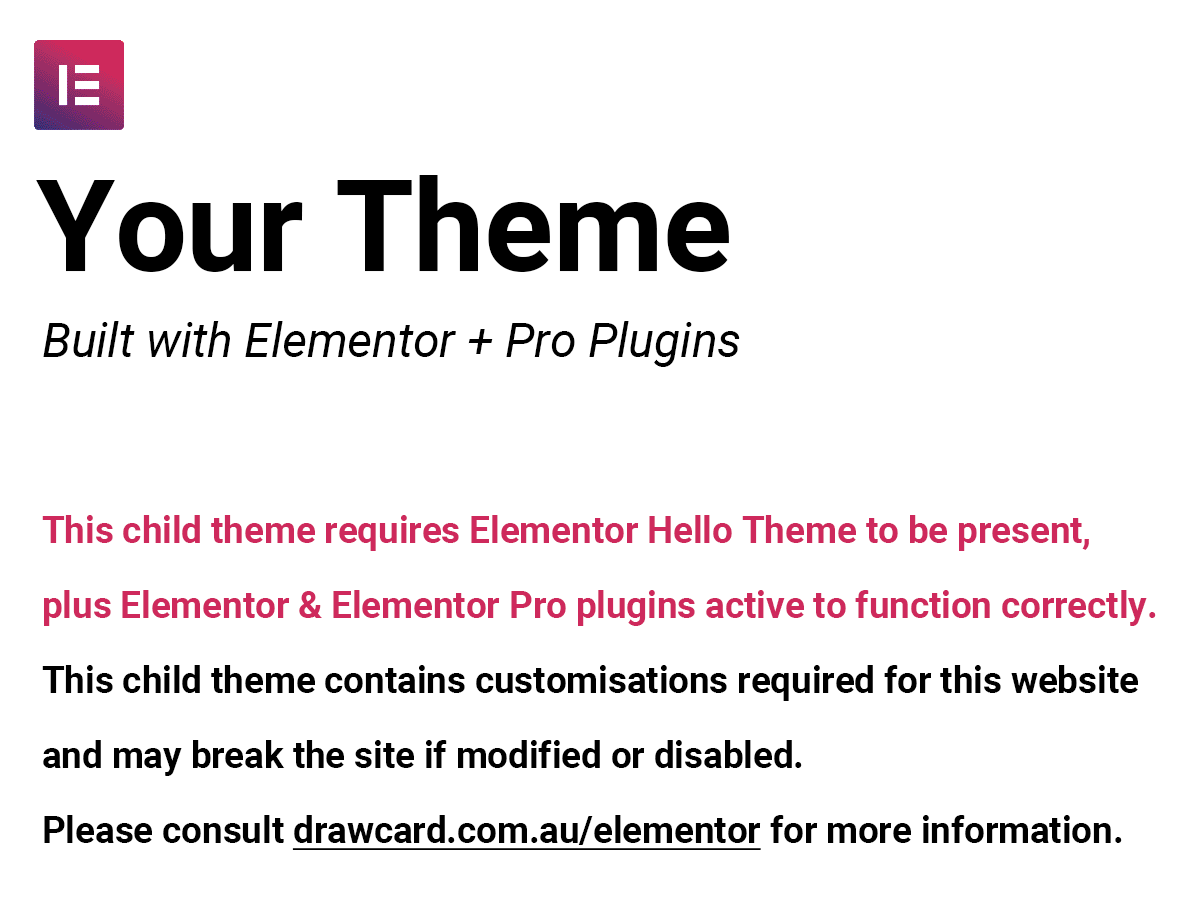 Your Theme
Built with Elementor + Pro Plugins
This child theme requires Elementor Hello Theme to be present,
plus Elementor & Elementor Pro plugins active to function correctly.
This child theme contains customisations required for this website
and may break the site if modified or disabled.
Please consult drawcard.com.au/elementor for more information.